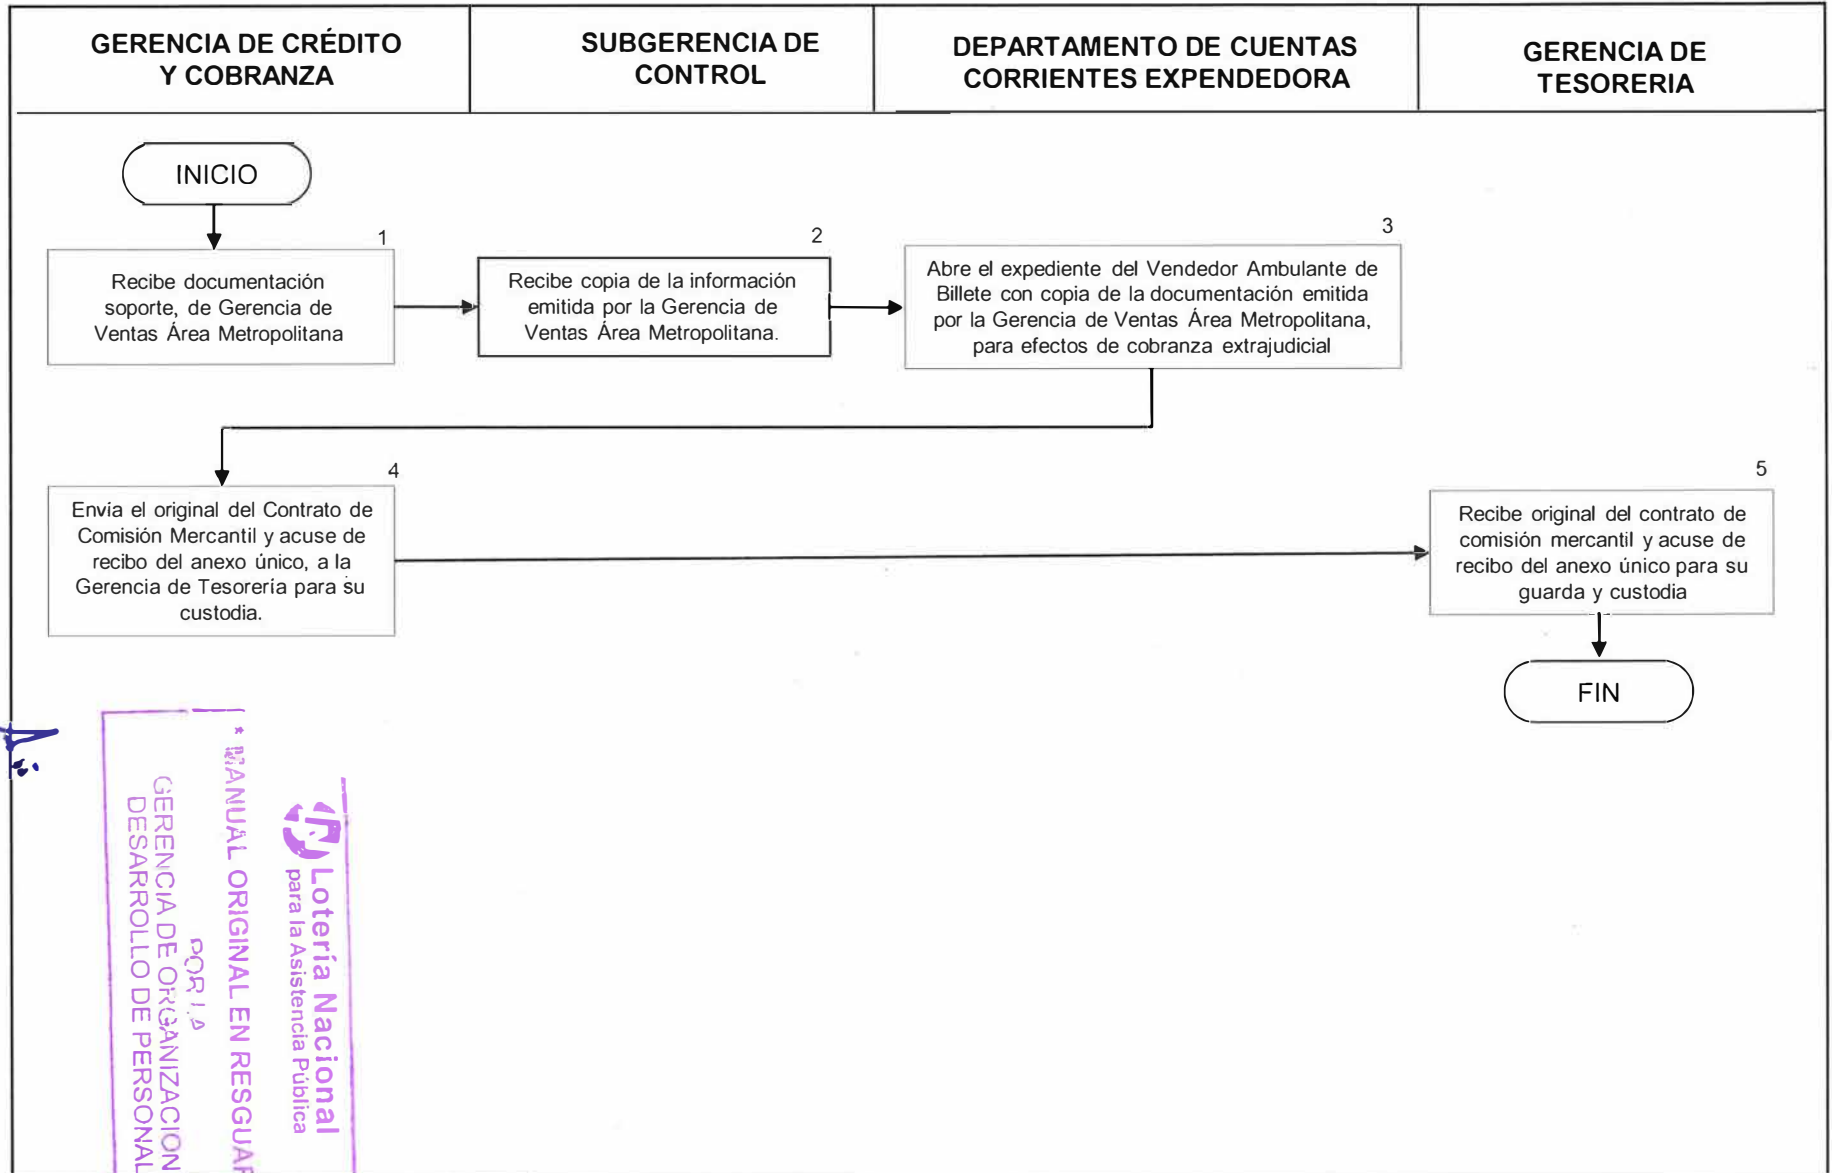 GERENCIA DE CRÉDITO
Y COBRANZA
SUBGERENCIA DE
CONTROL
DEPARTAMENTO DE CUENTAS
CORRIENTES EXPENDEDORA
GERENCIA DE
TESORERIA
INICIO
1
Recibe documentación
soporte, de Gerencia de
Ventas Área Metropolitana
2
Recibe copia de la información
emitida por la Gerencia de
Ventas Área Metropolitana.
3
Abre el expediente del Vendedor Ambulante de
Billete con copia de la documentación emitida
por la Gerencia de Ventas Área Metropolitana,
para efectos de cobranza extrajudicial
4
Envía el original del Contrato de
Comisión Mercantil y acuse de
recibo del anexo único, a la
Gerencia de Tesorería para su
custodia.
5
Recibe original del contrato de
comisión mercantil y acuse de
recibo del anexo único para su
guarda y custodia
FIN
Lotería Nacional
para la Asistencia Pública
* MANUAL ORIGINAL EN
POR LA
GERENCIA DE ORGANIZACION
DESARROLLO DE PERSONAL